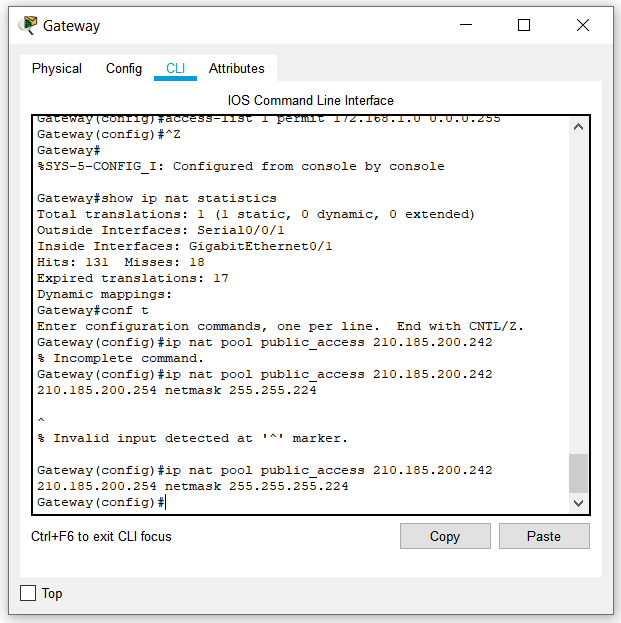 Gateway
Physical Config CLI Attributes
IOS Command Line Interface
Gateway(config)#access-list 1 permit 172.168.1.0 0.0.0.255
Gateway(config)#^Z
Gateway#
%SYS-5-CONFIG_I: Configured from console by console
Gateway#show ip nat statistics
Total translations: 1 (1 static, 0 dynamic, 0 extended)
Outside Interfaces: Serial0/0/1
Inside Interfaces: GigabitEthernet0/1
Hits: 131  Misses: 18
Expired translations: 17
Dynamic mappings:
Gateway#conf t
Enter configuration commands, one per line.  End with CNTL/Z.
Gateway(config)#ip nat pool public_access 210.185.200.242
% Incomplete command.
Gateway(config)#ip nat pool public_access 210.185.200.242
210.185.200.254 netmask 255.255.224
^
% Invalid input detected at '^' marker.
Gateway(config)#ip nat pool public_access 210.185.200.242
210.185.200.254 netmask 255.255.255.224
Gateway(config)#
Ctrl+F6 to exit CLI focus
Copy
Paste
Top